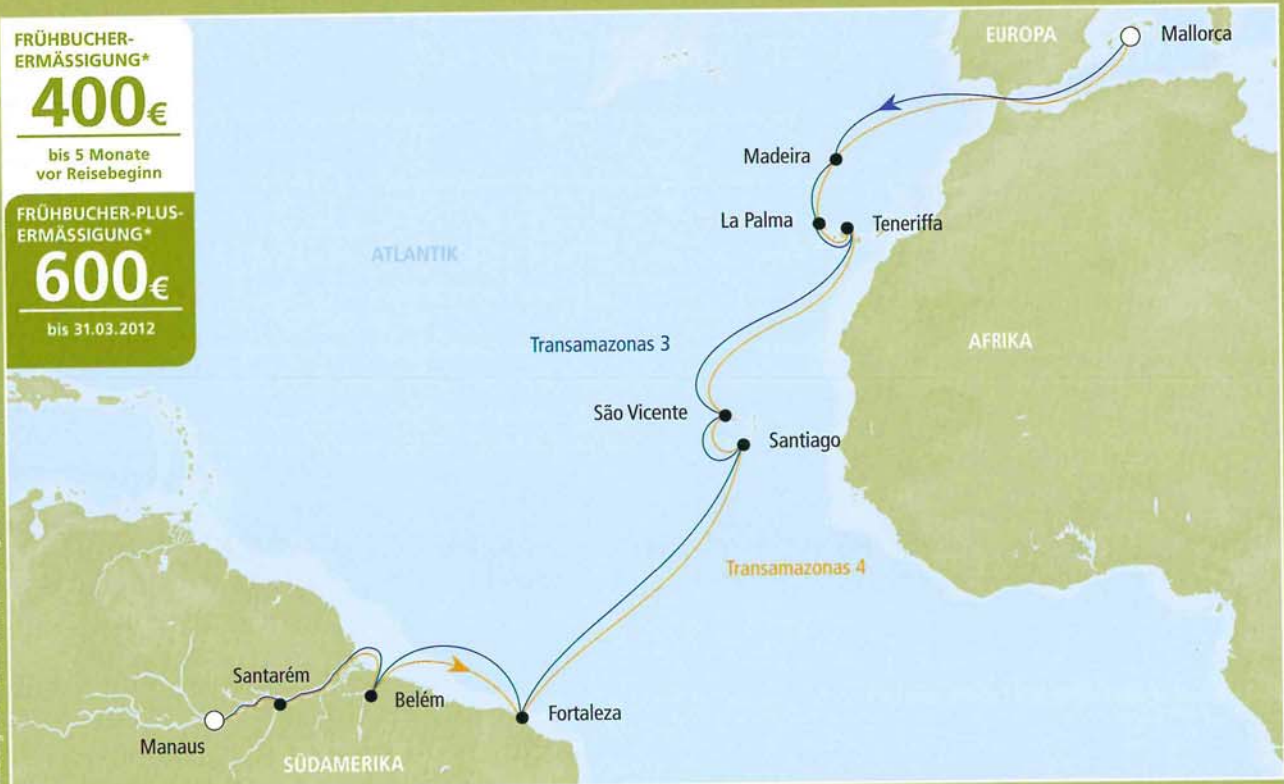 FRÜHBUCHER-
ERMÄSSIGUNG*
400€
bis 5 Monate
vor Reisebeginn
FRÜHBUCHER-PLUS-
ERMÄSSIGUNG*
600€
bis 31.03.2012
EUROPA
Mallorca
Madeira
La Palma
Teneriffa
ATLANTIK
Transamazonas 3
AFRIKA
São Vicente
Santiago
Transamazonas 4
Santarém
Belém
Fortaleza
Manaus
SÜDAMERIKA